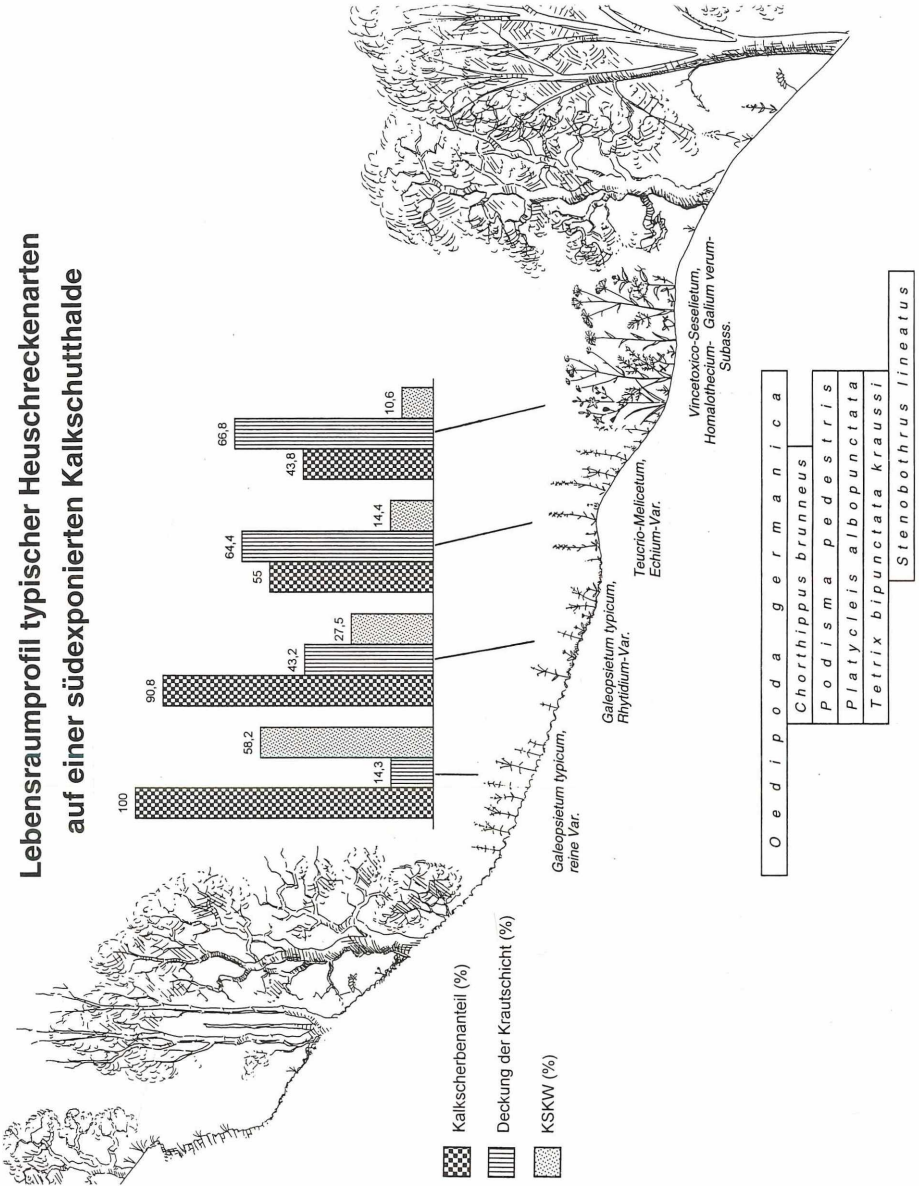 Lebensraumprofil typischer Heuschreckenarten
auf einer südexponierten Kalkschutthalde
100
14,3
58,2
90,8
43,2
27,5
55
64,4
14,4
43,8
66,8
10,6
Kalkscherbenanteil (%)
Deckung der Krautschicht (%)
KSKW (%)
Galeopsietum typicum,
reine Var.
Galeopsietum typicum,
Rhytidium-Var.
Teucrio-Melicetum,
Echium-Var.
Vincetoxico-Seselietum,
Homalothecium- Galium verum-
Subass.
Oedipoda germanica
Chorthippus brunneus
Podisma pedestris
Platycleis albopunctata
Tetrix bipunctata kraussi
Stenobothrus lineatus